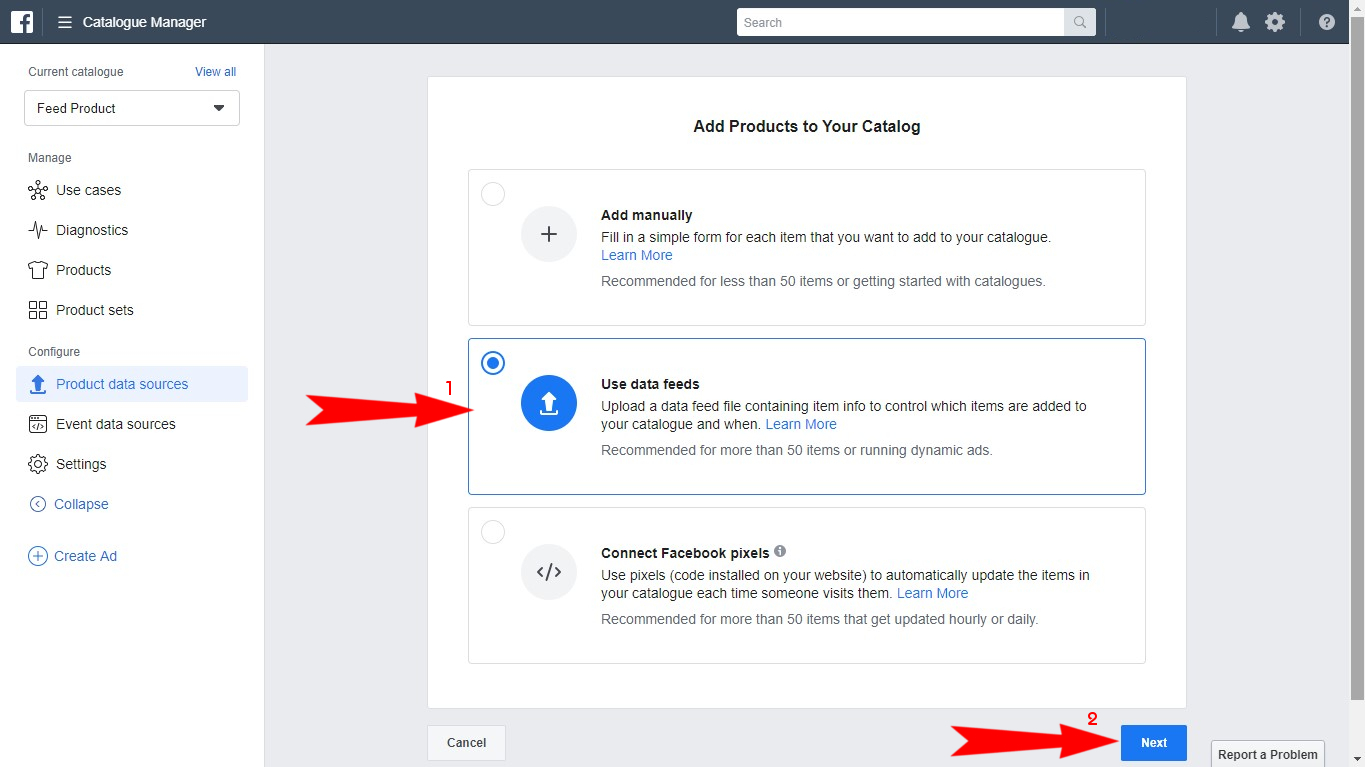 Catalogue Manager
Search
Current catalogue
View all
Feed Product
Manage
Use cases
Diagnostics
Products
Product sets
Configure
Product data sources
Event data sources
Settings
Collapse
Create Ad
Add Products to Your Catalog
Add manually
Fill in a simple form for each item that you want to add to your catalogue.
Learn More
Recommended for less than 50 items or getting started with catalogues.
1
Use data feeds
Upload a data feed file containing item info to control which items are added to
your catalogue and when. Learn More
Recommended for more than 50 items or running dynamic ads.
Connect Facebook pixels
Use pixels (code installed on your website) to automatically update the items in
your catalogue each time someone visits them. Learn More
Recommended for more than 50 items that get updated hourly or daily.
Cancel
2
Next
Report a Problem